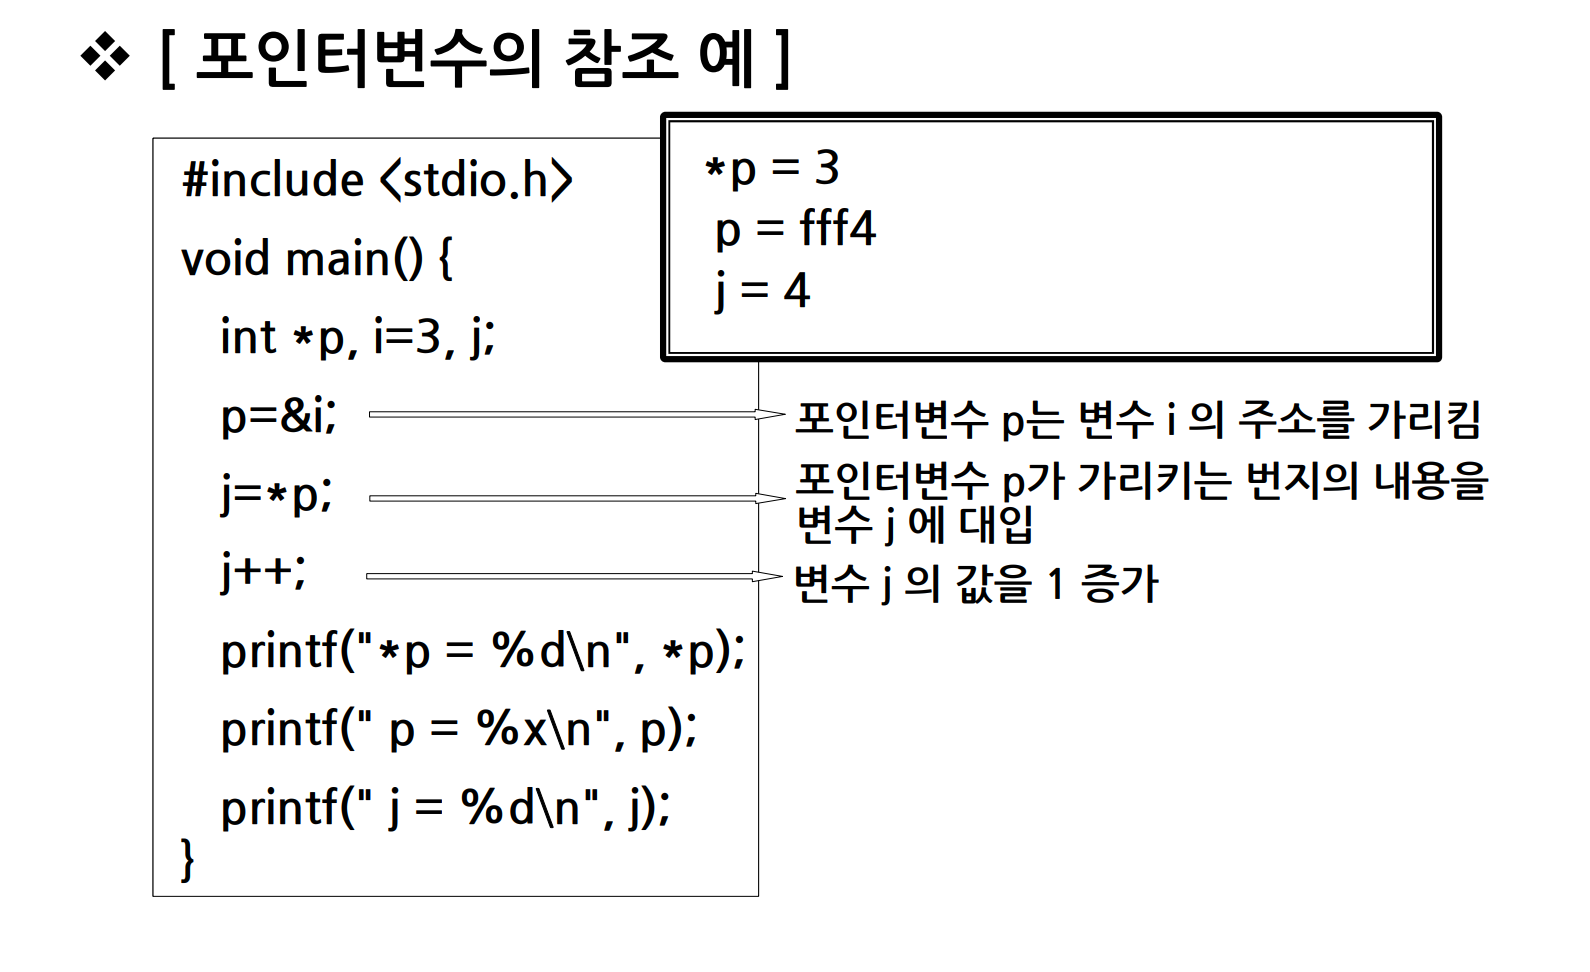 ❖ [ 포인터변수의 참조 예 ]
#include <stdio.h>
void main() {
int *p, i=3, j;
p=&i;
j=*p;
j++;
printf("*p = %d\n", *p);
printf(" p = %x\n", p);
printf(" j = %d\n", j);
}
*p = 3
p = fff4
j = 4
포인터변수 p는 변수 i 의 주소를 가리킴
포인터변수 p가 가리키는 번지의 내용을
변수 j 에 대입
변수 j 의 값을 1 증가